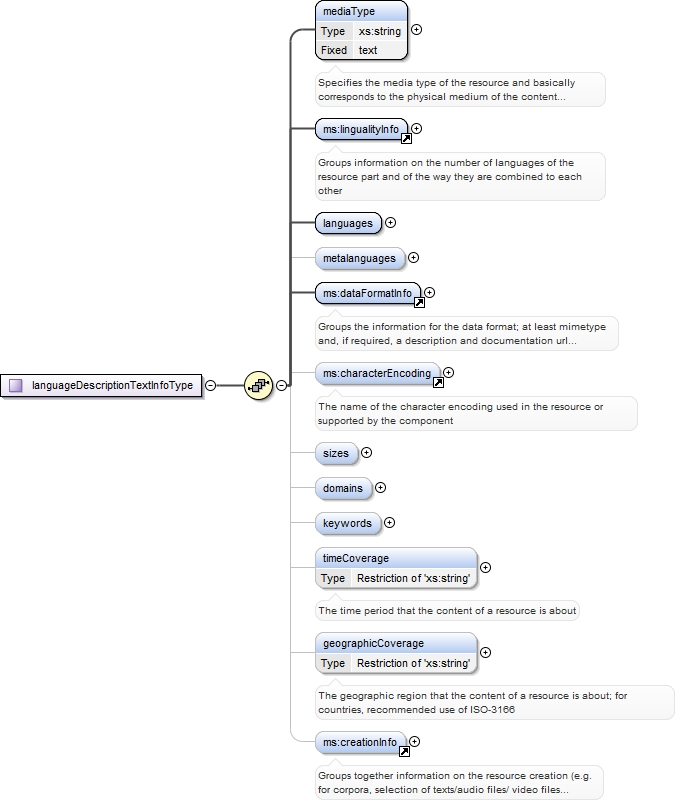 mediaType
Type xs:string
Fixed text
Specifies the media type of the resource and basically
corresponds to the physical medium of the content...
ms:lingualityInfo
Groups information on the number of languages of the
resource part and of the way they are combined to each
other
languages
metalanguages
ms:dataFormatInfo
Groups the information for the data format; at least mimetype
and, if required, a description and documentation url...
languageDescriptionTextInfoType
ms:characterEncoding
The name of the character encoding used in the resource or
supported by the component
sizes
domains
keywords
timeCoverage
Type Restriction of 'xs:string'
The time period that the content of a resource is about
geographicCoverage
Type Restriction of 'xs:string'
The geographic region that the content of a resource is about; for
countries, recommended use of ISO-3166
ms:creationInfo
Groups together information on the resource creation (e.g.
for corpora, selection of texts/audio files/ video files...